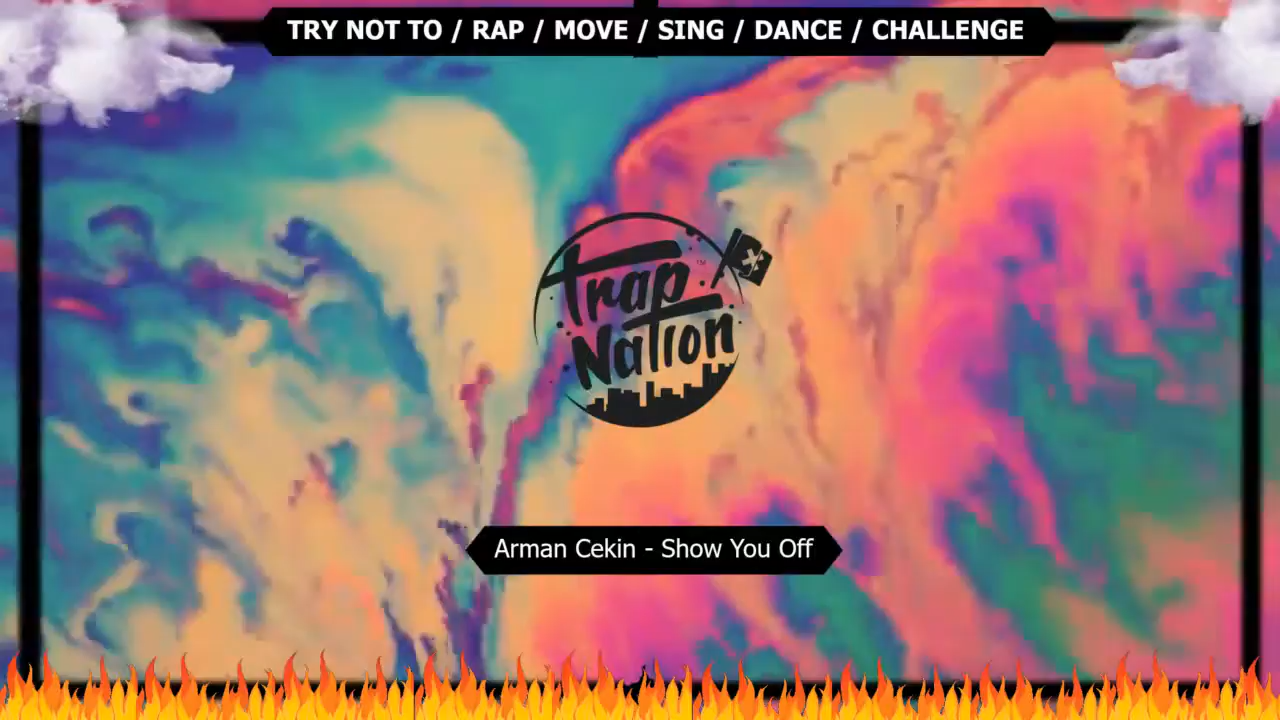 TRY NOT TO / RAP / MOVE / SING / DANCE / CHALLENGE
Trap
Nation
Arman Cekin - Show You Off